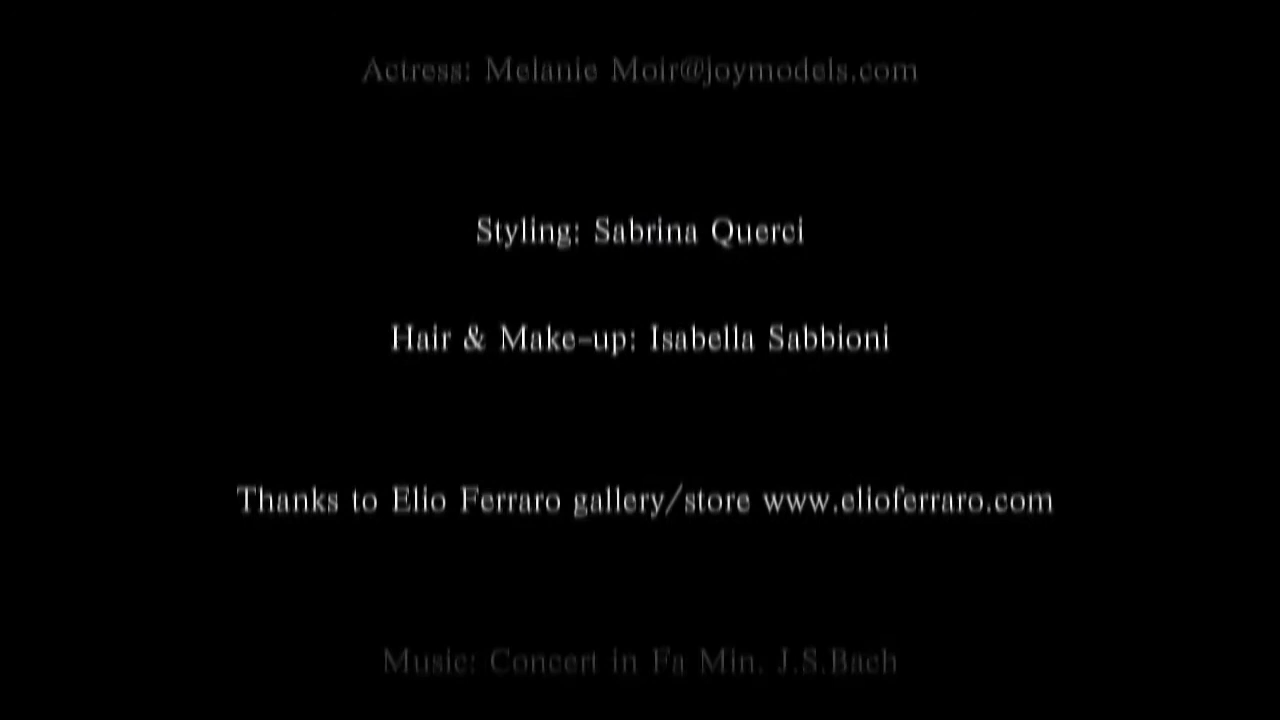 Actress: Melanie Moir@joymodels.com
Styling: Sabrina Querci
Hair & Make-up: Isabella Sabbioni
Thanks to Elio Ferraro gallery/store www.elioferraro.com
Music: Concert in Fa Min. J.S.Bach